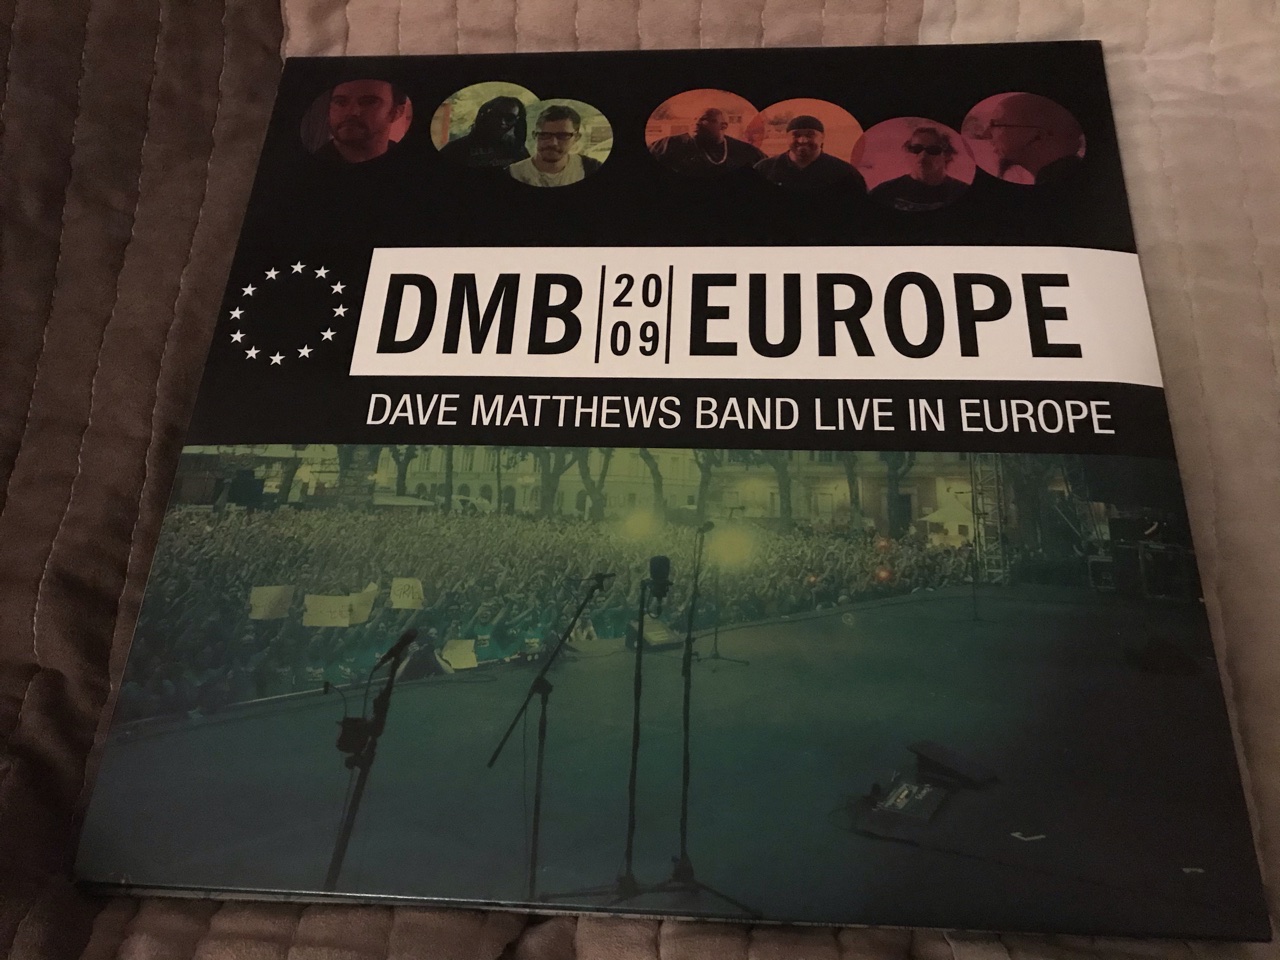 DMB 20 09 EUROPE
DAVE MATTHEWS BAND LIVE IN EUROPE